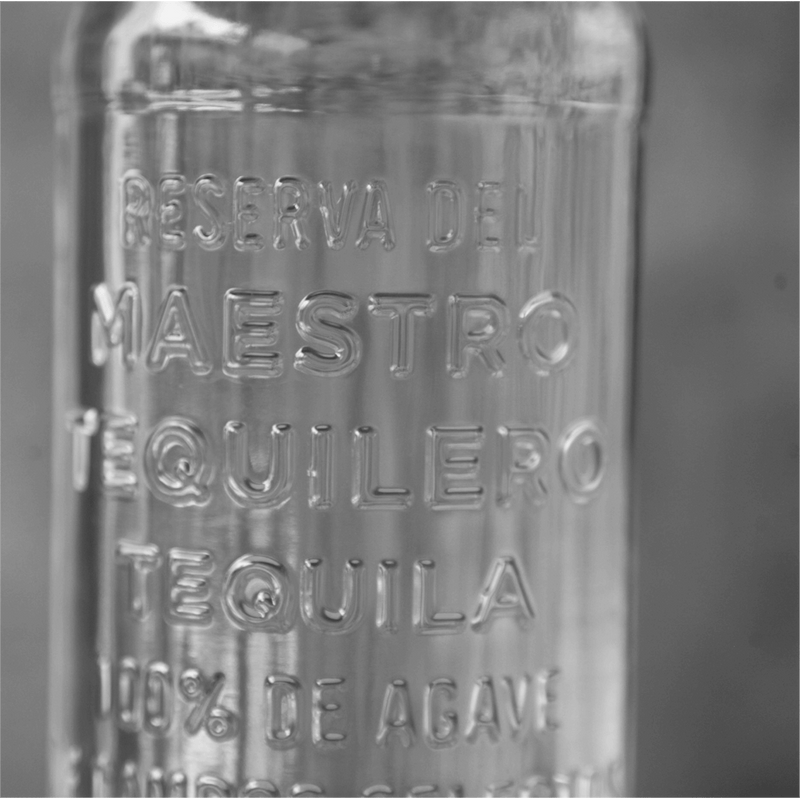 RESERVA DEL
MAESTRO
TEQUILERO
TEQUILA
100% DE AGAVE